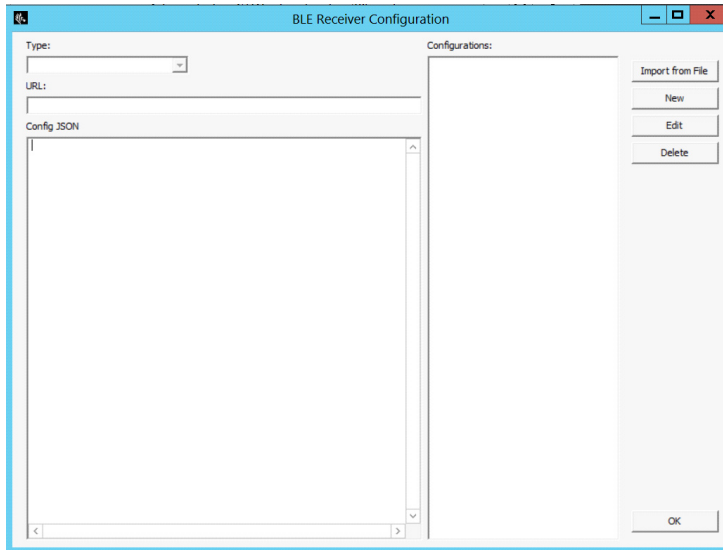 BLE Receiver Configuration
Type:
Configurations:
Import from File
URL:
New
Config JSON
Edit
Delete
OK